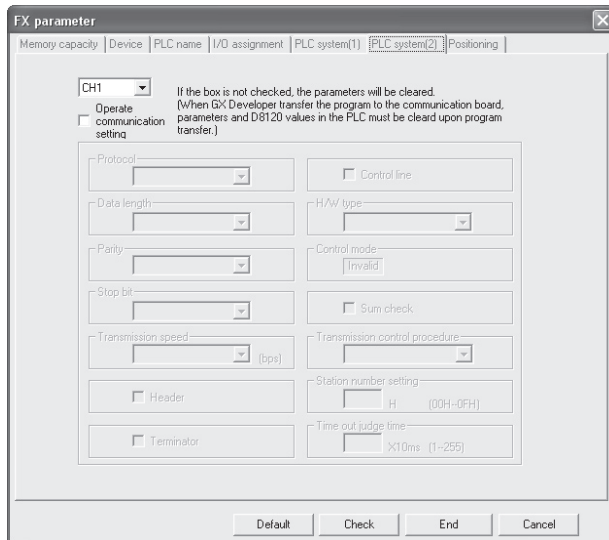 FX parameter
Memory capacity | Device | PLC name | I/O assignment | PLC system(1) | PLC system(2) | Positioning
CH1
If the box is not checked, the parameters will be cleared.
(When GX Developer transfer the program to the communication board,
parameters and D8120 values in the PLC must be cleard upon program
transfer.)
Operate
communication
setting
Protocol
Control line
Data length
H/W type
Parity
Control mode
Invalid
Stop bit
Sum check
Transmission speed
(bps)
Transmission control procedure
Header
Station number setting
H (00H--0FH)
Terminator
Time out judge time
X10ms (1--255)
Default Check End Cancel